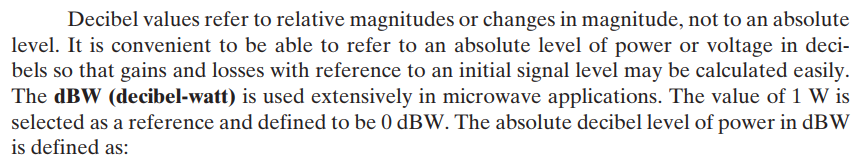 Decibel values refer to relative magnitudes or changes in magnitude, not to an absolute
level. It is convenient to be able to refer to an absolute level of power or voltage in deci-
bels so that gains and losses with reference to an initial signal level may be calculated easily.
The dBW (decibel-watt) is used extensively in microwave applications. The value of 1 W is
selected as a reference and defined to be 0 dBW. The absolute decibel level of power in dBW
is defined as: